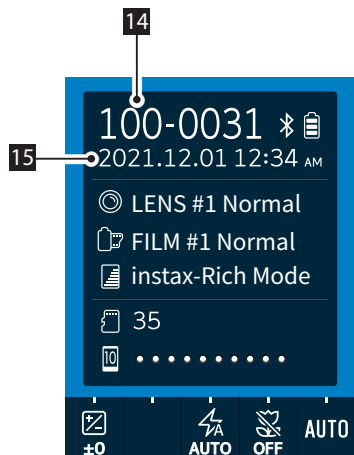 14
100-0031
15
2021.12.01 12:34 AM
LENS #1 Normal
FILM #1 Normal
instax-Rich Mode
35
10
±0
A
AUTO
OFF
AUTO